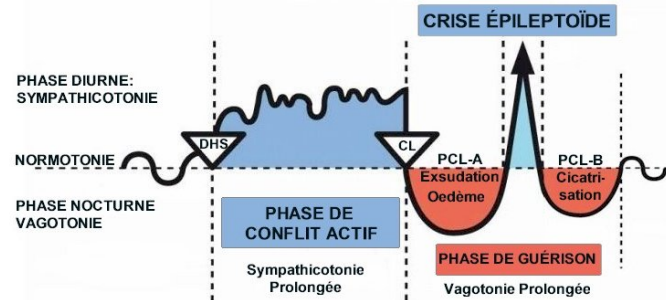 CRISE ÉPILEPTOÏDE
PHASE DIURNE:
SYMPATHICOTONIE
DHS
CL
NORMOTONIE
PCL-A
Exsudation
Oedème
PCL-B
Cicatri-
sation
PHASE NOCTURNE
VAGOTONIE
PHASE DE
CONFLIT ACTIF
PHASE DE GUÉRISON
Sympathicotonie
Prolongée
Vagotonie Prolongée